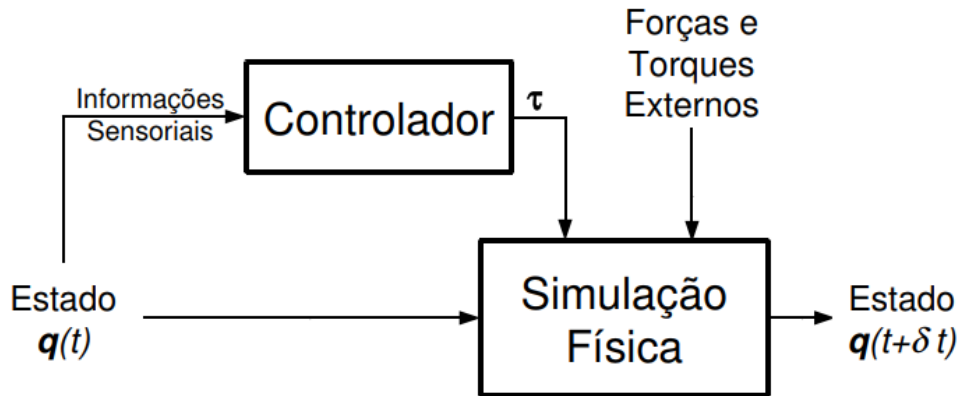 Forças e
Torques
Externos
Informações
Sensoriais
Controlador
τ
Estado
q(t)
Simulação
Física
Estado
q(t+δ t)